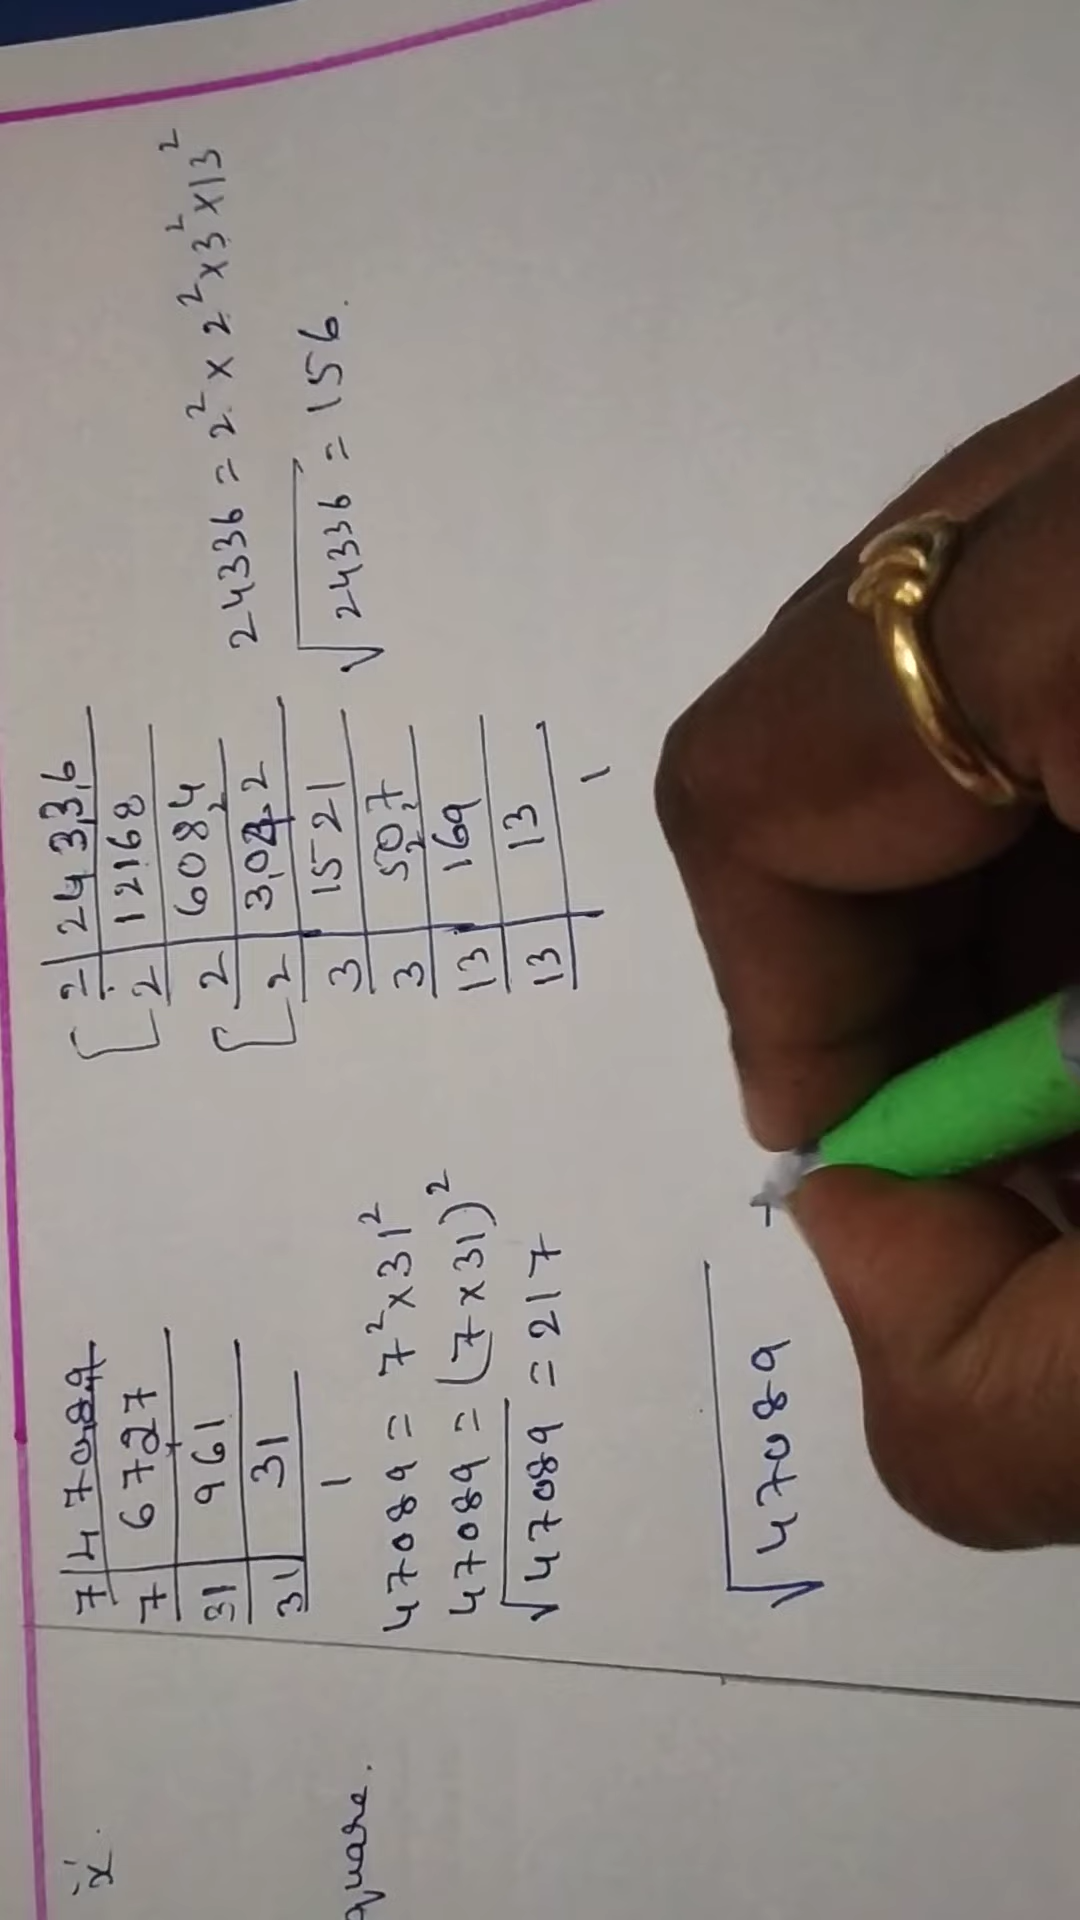 x.
quare.
7 47089
7 6727
31 961
31 31
1
47089 = 7² × 31²
47089 = (7 × 31)²
√47089 = 217
2 24336
2 12168
2 6084
2 3042
3 1521
3 507
13 169
13 13
1
24336 = 2² × 2² × 3² × 13²
√24336 = 156.
√47089